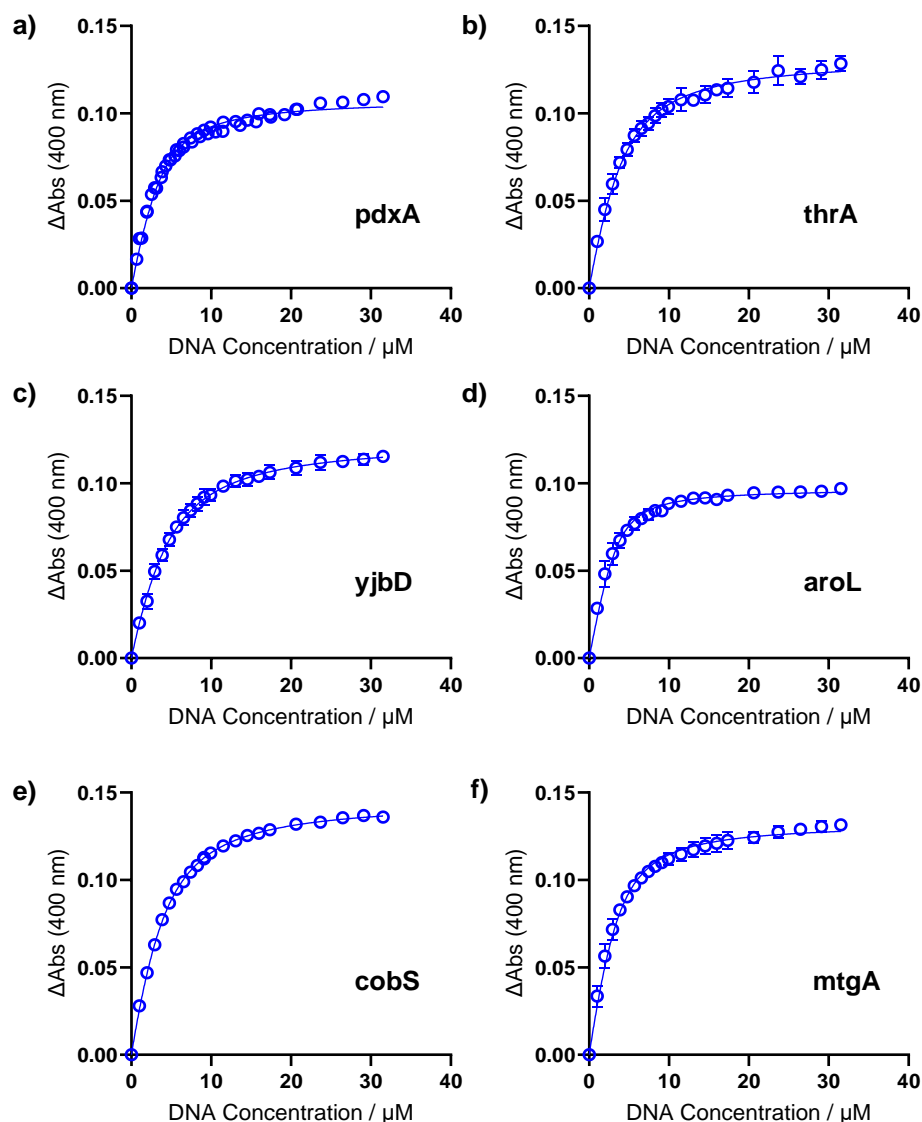 a)
0.15
0.10
0.05
0.00
ΔAbs (400 nm)
pdxA
0 10 20 30 40
DNA Concentration / µM
b)
0.15
0.10
0.05
0.00
ΔAbs (400 nm)
thrA
0 10 20 30 40
DNA Concentration / µM
c)
0.15
0.10
0.05
0.00
ΔAbs (400 nm)
yjbD
0 10 20 30 40
DNA Concentration / µM
d)
0.15
0.10
0.05
0.00
ΔAbs (400 nm)
aroL
0 10 20 30 40
DNA Concentration / µM
e)
0.15
0.10
0.05
0.00
ΔAbs (400 nm)
cobS
0 10 20 30 40
DNA Concentration / µM
f)
0.15
0.10
0.05
0.00
ΔAbs (400 nm)
mtgA
0 10 20 30 40
DNA Concentration / µM